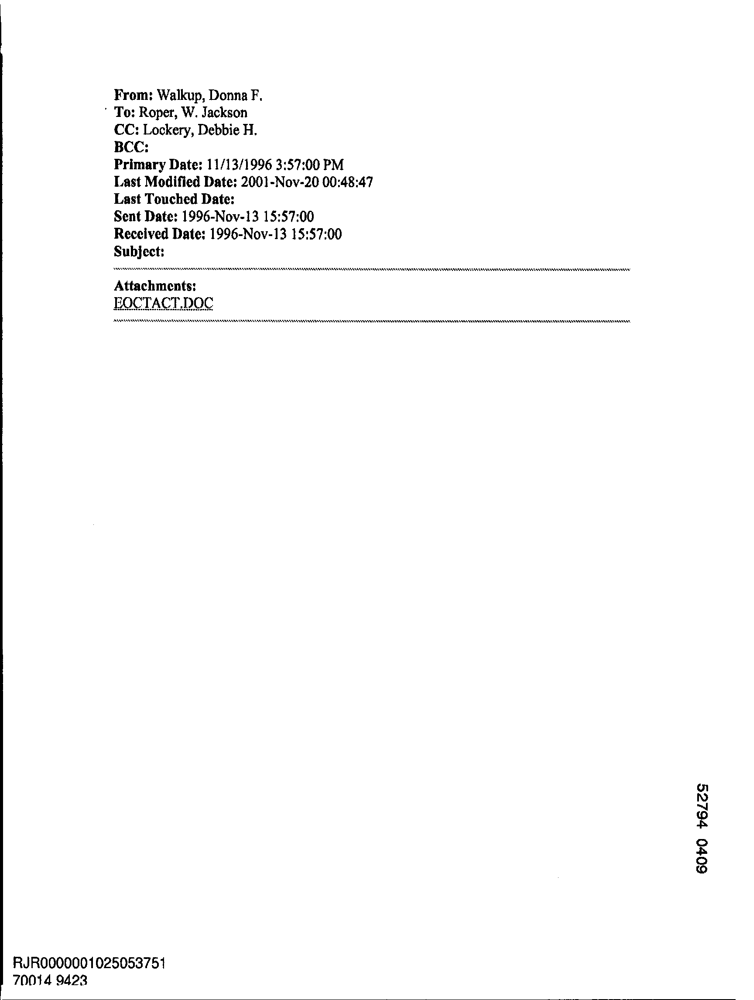 From: Walkup, Donna F.
To: Roper, W. Jackson
CC: Lockery, Debbie H.
BCC:
Primary Date: 11/13/1996 3:57:00 PM
Last Modified Date: 2001-Nov-20 00:48:47
Last Touched Date:
Sent Date: 1996-Nov-13 15:57:00
Received Date: 1996-Nov-13 15:57:00
Subject:
Attachments:
EOCTACT.DOC
52794 0409
RJR0000001025053751
70014 9423